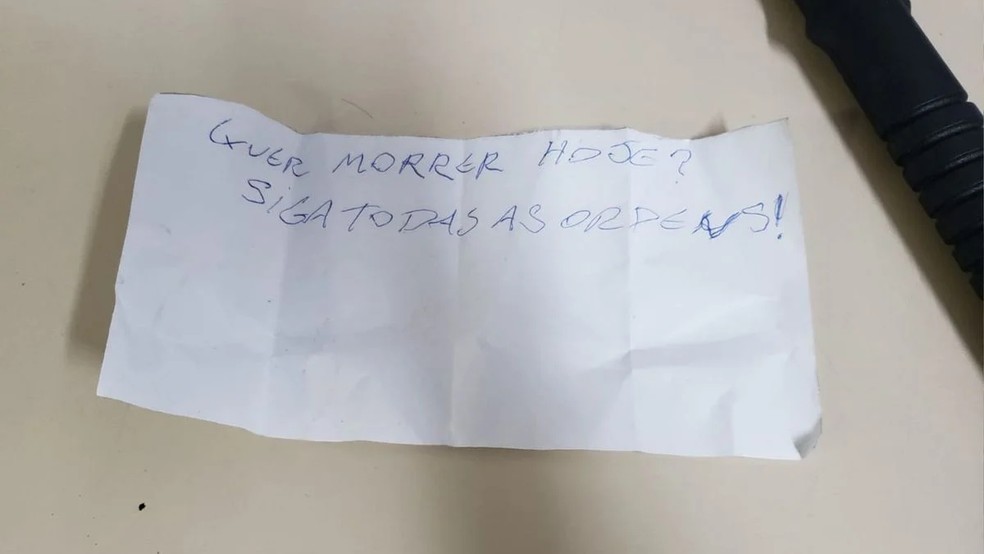 QUER MORRER HOJE?
SIGA TODAS AS ORDENS!